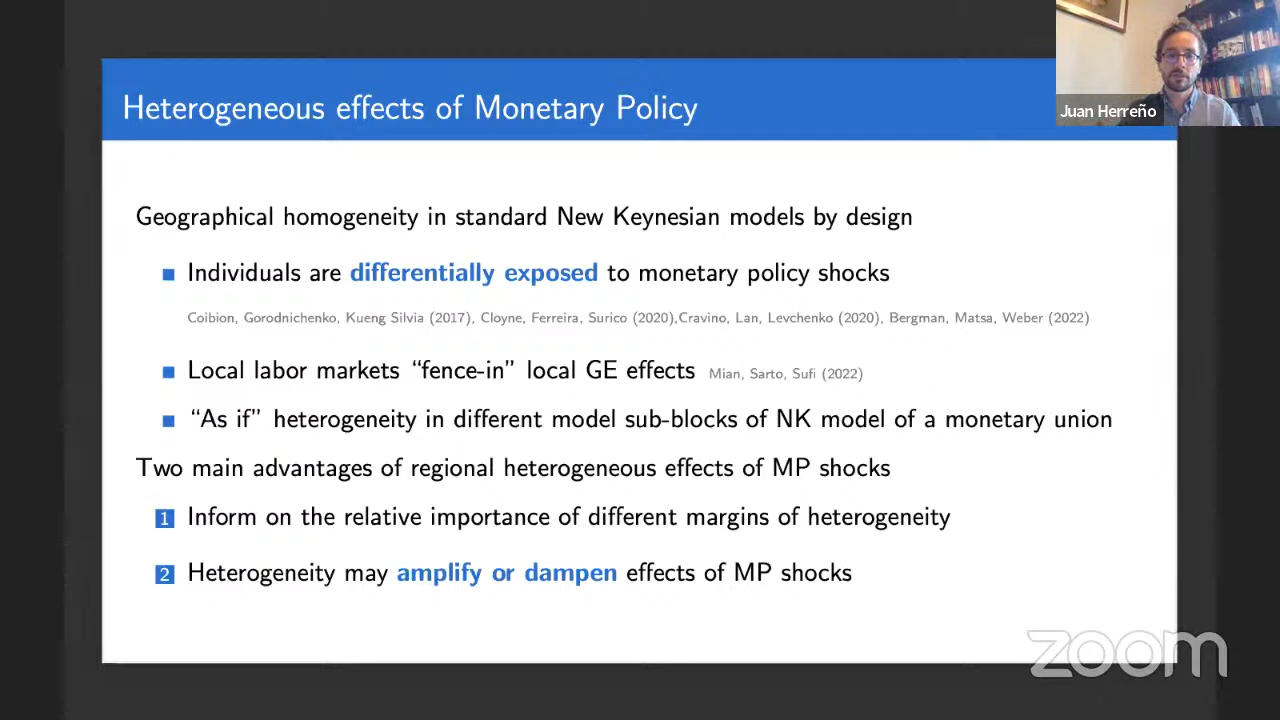 Heterogeneous effects of Monetary Policy
Juan Herreño
Geographical homogeneity in standard New Keynesian models by design
Individuals are differentially exposed to monetary policy shocks
Coibion, Gorodnichenko, Kueng Silvia (2017), Cloyne, Ferreira, Surico (2020),Cravino, Lan, Levchenko (2020), Bergman, Matsa, Weber (2022)
Local labor markets “fence-in” local GE effects Mian, Sarto, Sufi (2022)
“As if” heterogeneity in different model sub-blocks of NK model of a monetary union
Two main advantages of regional heterogeneous effects of MP shocks
1 Inform on the relative importance of different margins of heterogeneity
2 Heterogeneity may amplify or dampen effects of MP shocks
zoom